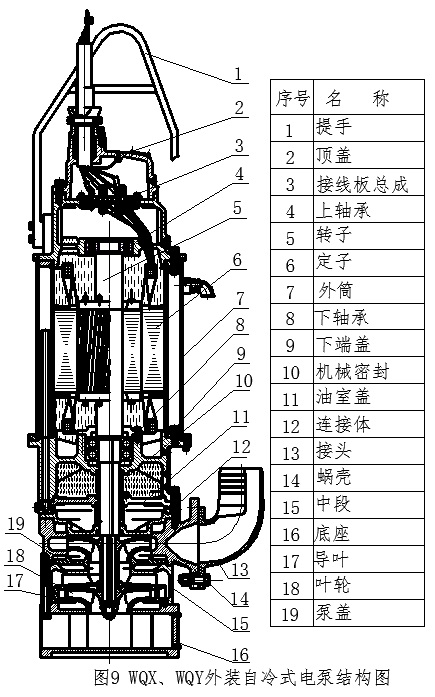 1
2
3
4
5
6
7
8
9
10
11
12
19
18
17
13
14
15
16
序号 名 称
1 提手
2 顶盖
3 接线板总成
4 上轴承
5 转子
6 定子
7 外筒
8 下轴承
9 下端盖
10 机械密封
11 油室盖
12 连接体
13 接头
14 蜗壳
15 中段
16 底座
17 导叶
18 叶轮
19 泵盖
图9 WQX、WQY外装自冷式电泵结构图